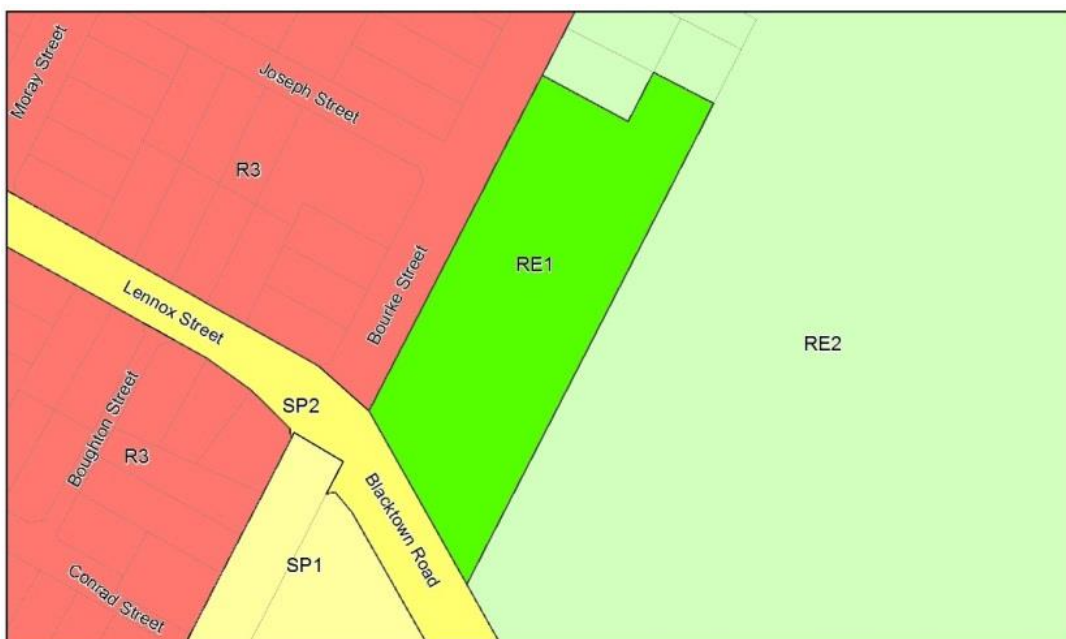 Moray Street
Joseph Street
R3
RE1
Bourke Street
Lennox Street
RE2
SP2
Boughton Street
R3
Blacktown Road
SP1
Conrad Street